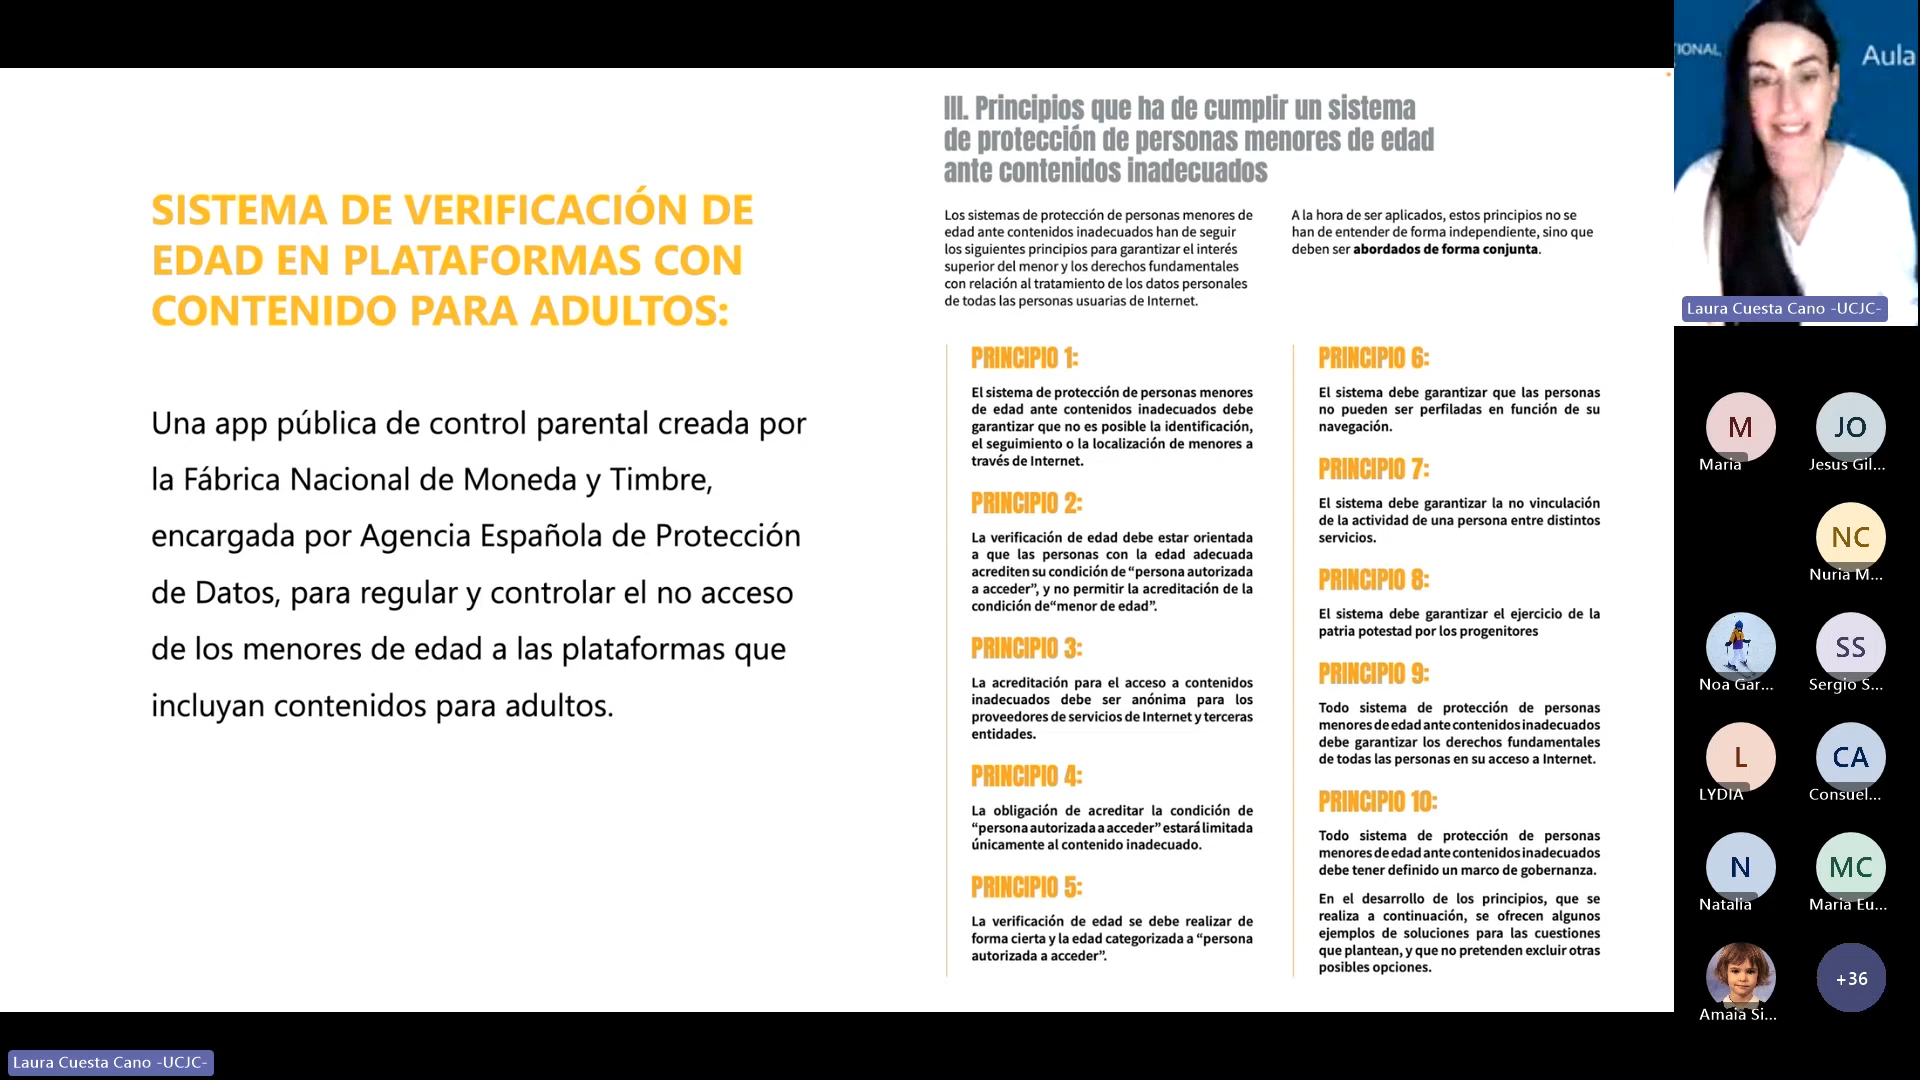 SISTEMA DE VERIFICACIÓN DE
EDAD EN PLATAFORMAS CON
CONTENIDO PARA ADULTOS:
Una app pública de control parental creada por
la Fábrica Nacional de Moneda y Timbre,
encargada por Agencia Española de Protección
de Datos, para regular y controlar el no acceso
de los menores de edad a las plataformas que
incluyan contenidos para adultos.
III. Principios que ha de cumplir un sistema
de protección de personas menores de edad
ante contenidos inadecuados
Los sistemas de protección de personas menores de
edad ante contenidos inadecuados han de seguir
los siguientes principios para garantizar el interés
superior del menor y los derechos fundamentales
con relación al tratamiento de los datos personales
de todas las personas usuarias de Internet.
A la hora de ser aplicados, estos principios no se
han de entender de forma independiente, sino que
deben ser abordados de forma conjunta.
PRINCIPIO 1:
El sistema de protección de personas menores
de edad ante contenidos inadecuados debe
garantizar que no es posible la identificación,
el seguimiento o la localización de menores a
través de Internet.
PRINCIPIO 2:
La verificación de edad debe estar orientada
a que las personas con la edad adecuada
acrediten su condición de “persona autorizada
a acceder”, y no permitir la acreditación de la
condición de“menor de edad”.
PRINCIPIO 3:
La acreditación para el acceso a contenidos
inadecuados debe ser anónima para los
proveedores de servicios de Internet y terceras
entidades.
PRINCIPIO 4:
La obligación de acreditar la condición de
“persona autorizada a acceder” estará limitada
únicamente al contenido inadecuado.
PRINCIPIO 5:
La verificación de edad se debe realizar de
forma cierta y la edad categorizada a “persona
autorizada a acceder”.
PRINCIPIO 6:
El sistema debe garantizar que las personas
no pueden ser perfiladas en función de su
navegación.
PRINCIPIO 7:
El sistema debe garantizar la no vinculación
de la actividad de una persona entre distintos
servicios.
PRINCIPIO 8:
El sistema debe garantizar el ejercicio de la
patria potestad por los progenitores
PRINCIPIO 9:
Todo sistema de protección de personas
menores de edad ante contenidos inadecuados
debe garantizar los derechos fundamentales
de todas las personas en su acceso a Internet.
PRINCIPIO 10:
Todo sistema de protección de personas
menores de edad ante contenidos inadecuados
debe tener definido un marco de gobernanza.
En el desarrollo de los principios, que se
realiza a continuación, se ofrecen algunos
ejemplos de soluciones para las cuestiones
que plantean, y que no pretenden excluir otras
posibles opciones.
IONAL
Aula
Laura Cuesta Cano -UCJC-
M
Maria
JO
Jesus Gil...
NC
Nuria M...
Noa Gar...
SS
Sergio S...
L
LYDIA
CA
Consuel...
N
Natalia
MC
Maria Eu...
Amaia Si...
+36
Laura Cuesta Cano -UCJC-